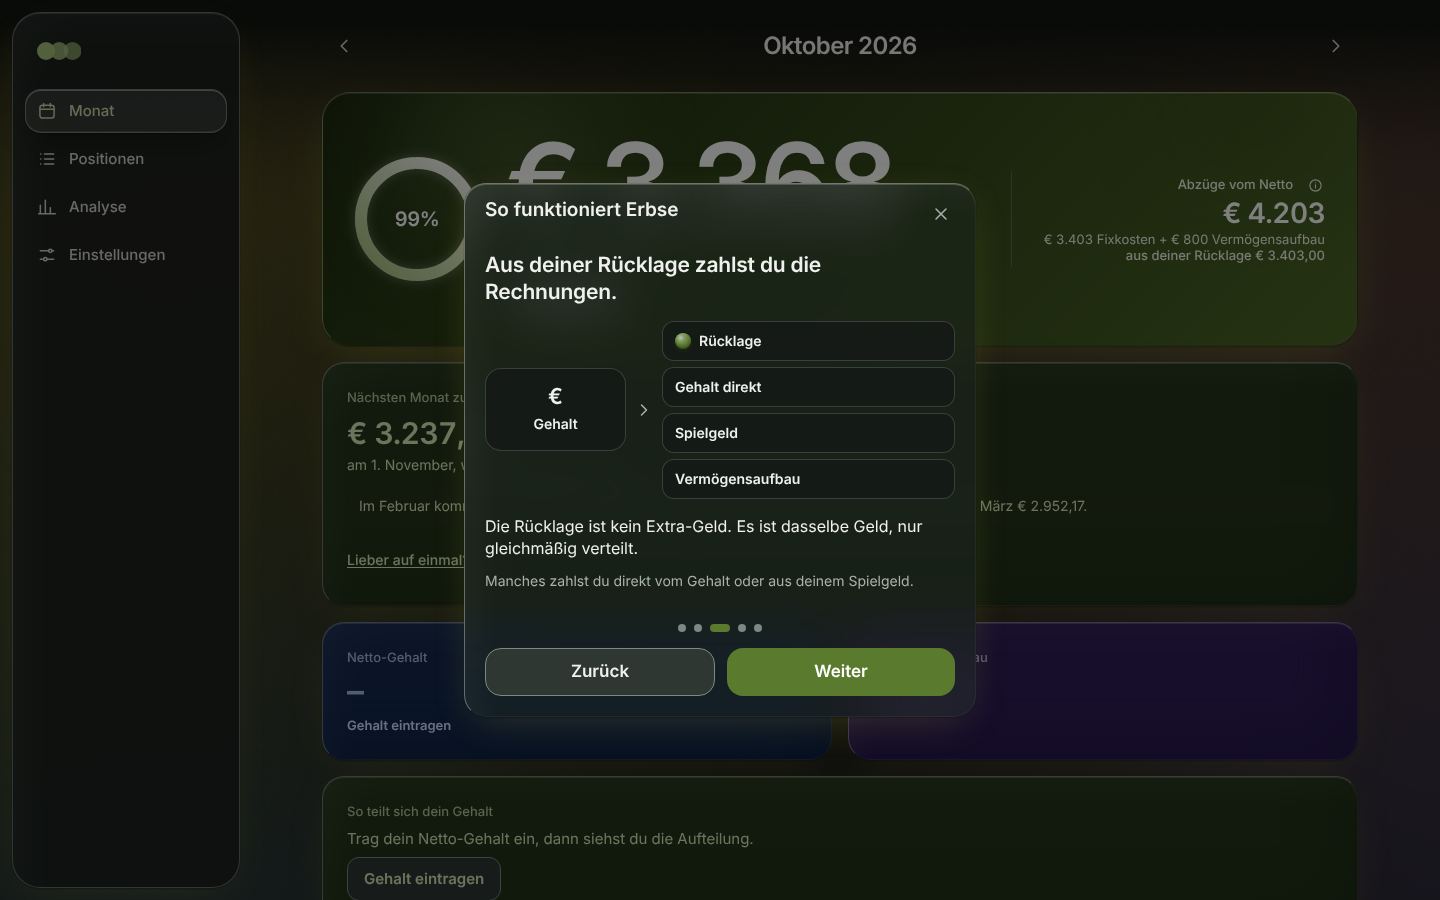 Oktober 2026
Monat
Positionen
Analyse
Einstellungen
99%
€ 3.368
Abzüge vom Netto
€ 4.203
€ 3.403 Fixkosten + € 800 Vermögensaufbau
aus deiner Rücklage € 3.403,00
So funktioniert Erbse
Aus deiner Rücklage zahlst du die
Rechnungen.
€
Gehalt
Rücklage
Gehalt direkt
Spielgeld
Vermögensaufbau
Die Rücklage ist kein Extra-Geld. Es ist dasselbe Geld, nur
gleichmäßig verteilt.
Manches zahlst du direkt vom Gehalt oder aus deinem Spielgeld.
Zurück
Weiter
Nächsten Monat
€ 3.237,
am 1. November,
Im Februar
März € 2.952,17.
Lieber auf einmal
Netto-Gehalt
–
Gehalt eintragen
So teilt sich dein Gehalt
Trag dein Netto-Gehalt ein, dann siehst du die Aufteilung.
Gehalt eintragen